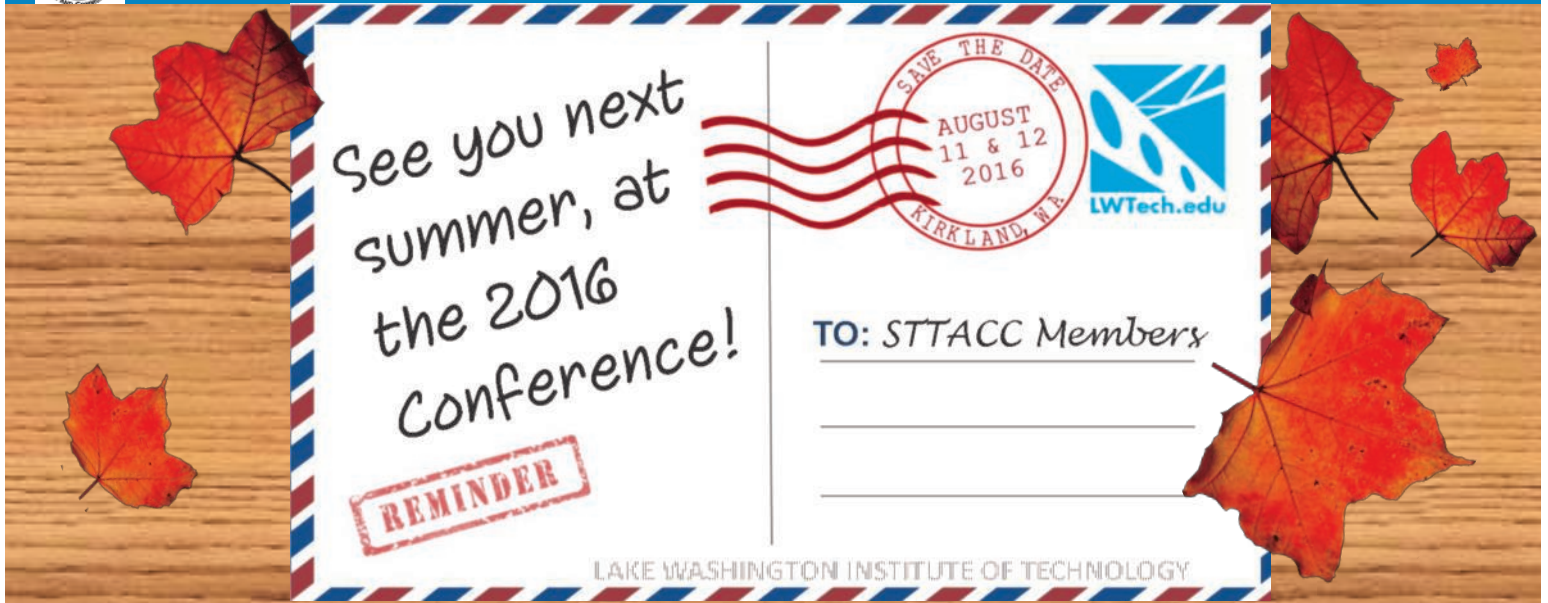 See you next
summer, at
the 2016
Conference!
REMINDER
SAVE THE DATE
AUGUST
11 & 12
2016
KIRKLAND, WA
LWTech.edu
TO: STTACC Members
LAKE WASHINGTON INSTITUTE OF TECHNOLOGY